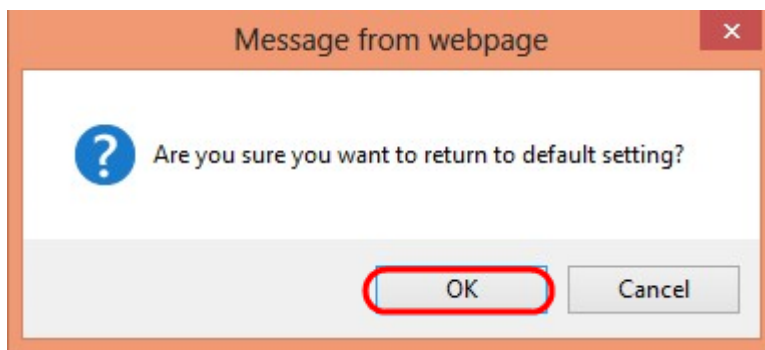 Message from webpage
Are you sure you want to return to default setting?
OK
Cancel